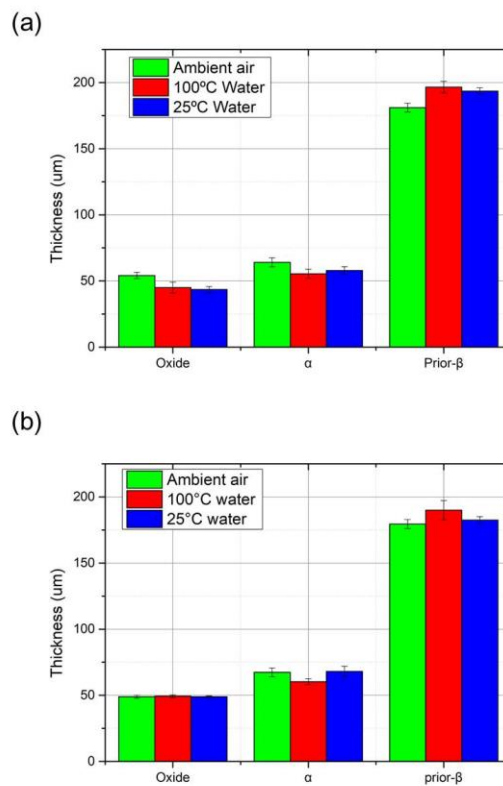 (a)
Ambient air
100ºC Water
25ºC Water
200
150
100
50
0
Thickness (um)
Oxide
α
Prior-β
(b)
Ambient air
100°C water
25°C water
200
150
100
50
0
Thickness (um)
Oxide
α
prior-β